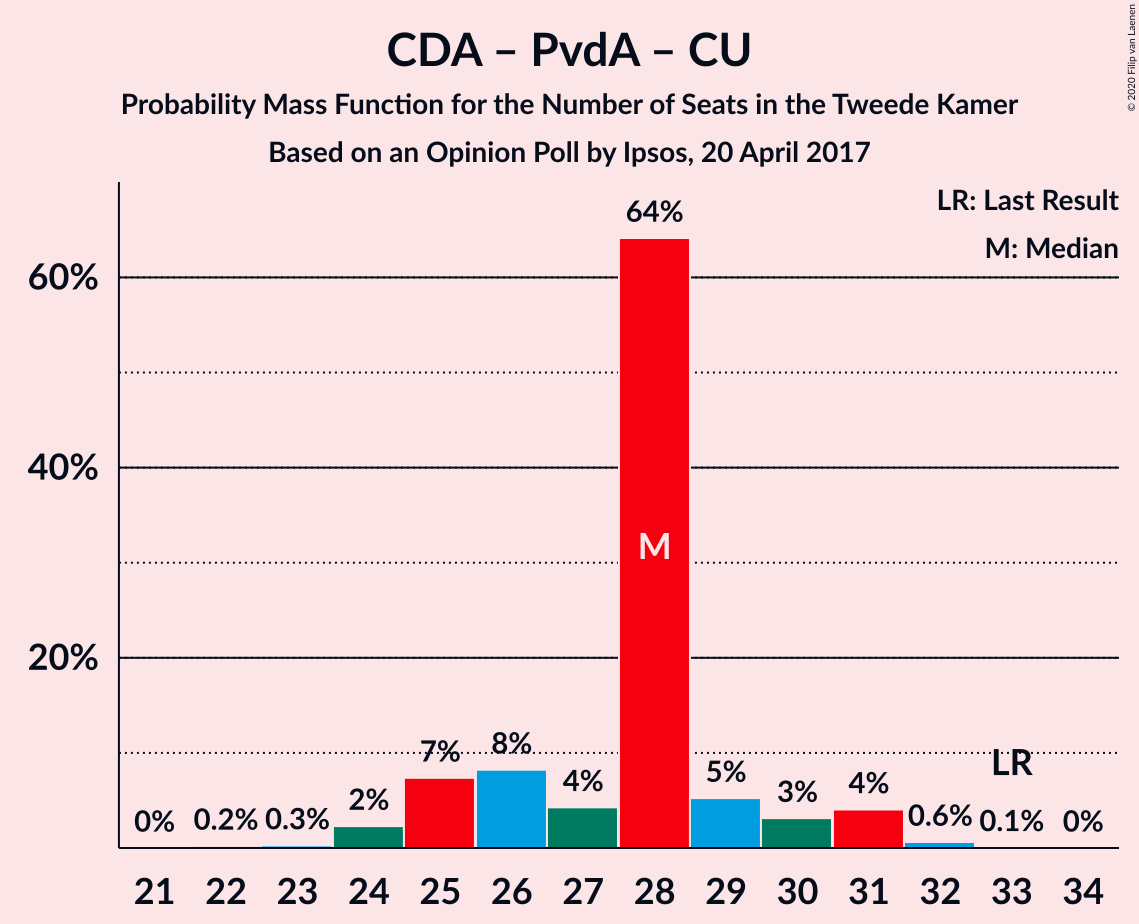 CDA – PvdA – CU
Probability Mass Function for the Number of Seats in the Tweede Kamer
Based on an Opinion Poll by Ipsos, 20 April 2017
© 2020 Filip van Laenen
LR: Last Result
M: Median
60%
40%
20%
0%
0.2%
0.3%
2%
7%
8%
4%
64%
M
5%
3%
4%
0.6%
LR
0.1%
0%
21 22 23 24 25 26 27 28 29 30 31 32 33 34